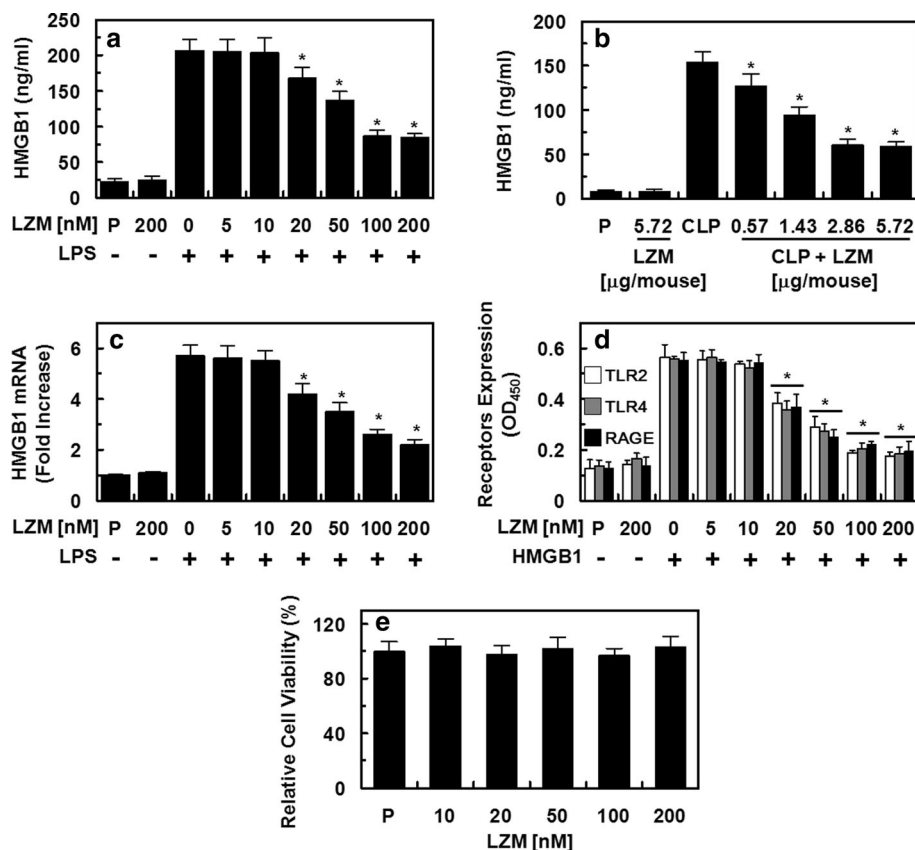 a
HMGB1 (ng/ml)
250
200
150
100
50
0
LZM [nM] P 200 0 5 10 20 50 100 200
LPS - - + + + + + + +
* * * *
b
HMGB1 (ng/ml)
200
150
100
50
0
* * * *
P 5.72 CLP 0.57 1.43 2.86 5.72
LZM CLP + LZM
[μg/mouse] [μg/mouse]
c
HMGB1 mRNA
(Fold Increase)
6
4
2
0
* * * *
LZM [nM] P 200 0 5 10 20 50 100 200
LPS - - + + + + + + +
d
Receptors Expression
(OD450)
0.6
0.4
0.2
0
TLR2
TLR4
RAGE
* * * *
LZM [nM] P 200 0 5 10 20 50 100 200
HMGB1 - - + + + + + + +
e
Relative Cell Viability (%)
120
80
40
0
P 10 20 50 100 200
LZM [nM]